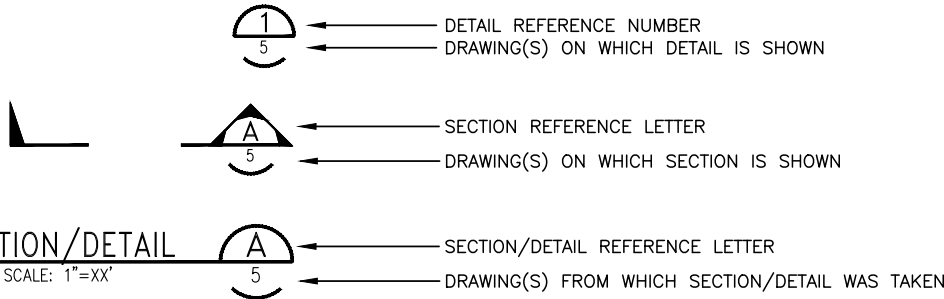 1 DETAIL REFERENCE NUMBER
5 DRAWING(S) ON WHICH DETAIL IS SHOWN
A SECTION REFERENCE LETTER
5 DRAWING(S) ON WHICH SECTION IS SHOWN
TION/DETAIL A SECTION/DETAIL REFERENCE LETTER
SCALE: 1"=XX' 5 DRAWING(S) FROM WHICH SECTION/DETAIL WAS TAKEN